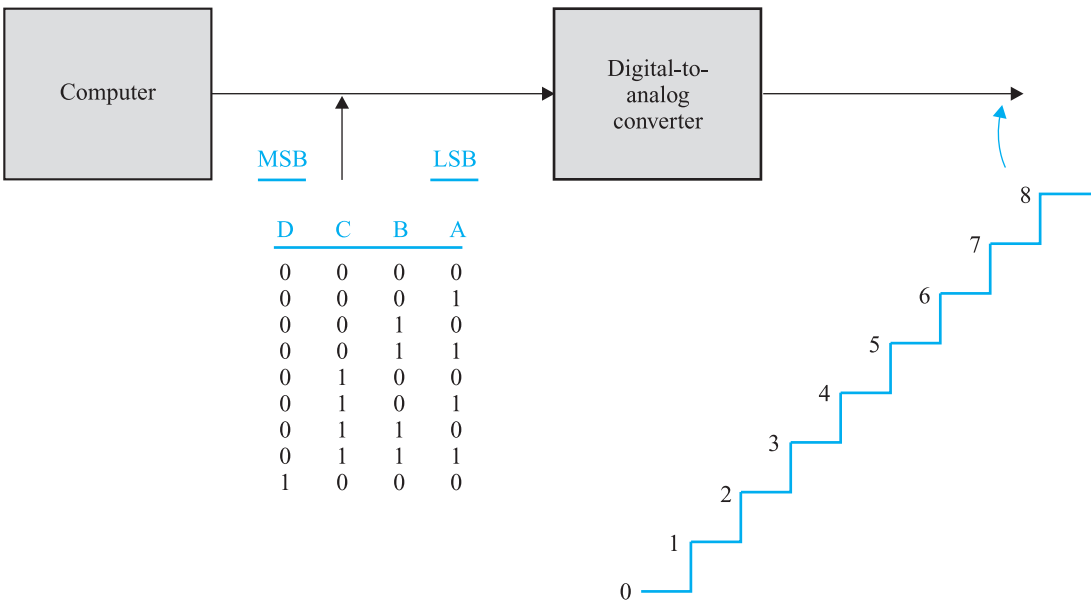 Computer
Digital-to-
analog
converter
MSB LSB
D C B A
0 0 0 0
0 0 0 1
0 0 1 0
0 0 1 1
0 1 0 0
0 1 0 1
0 1 1 0
0 1 1 1
1 0 0 0
8
7
6
5
4
3
2
1
0